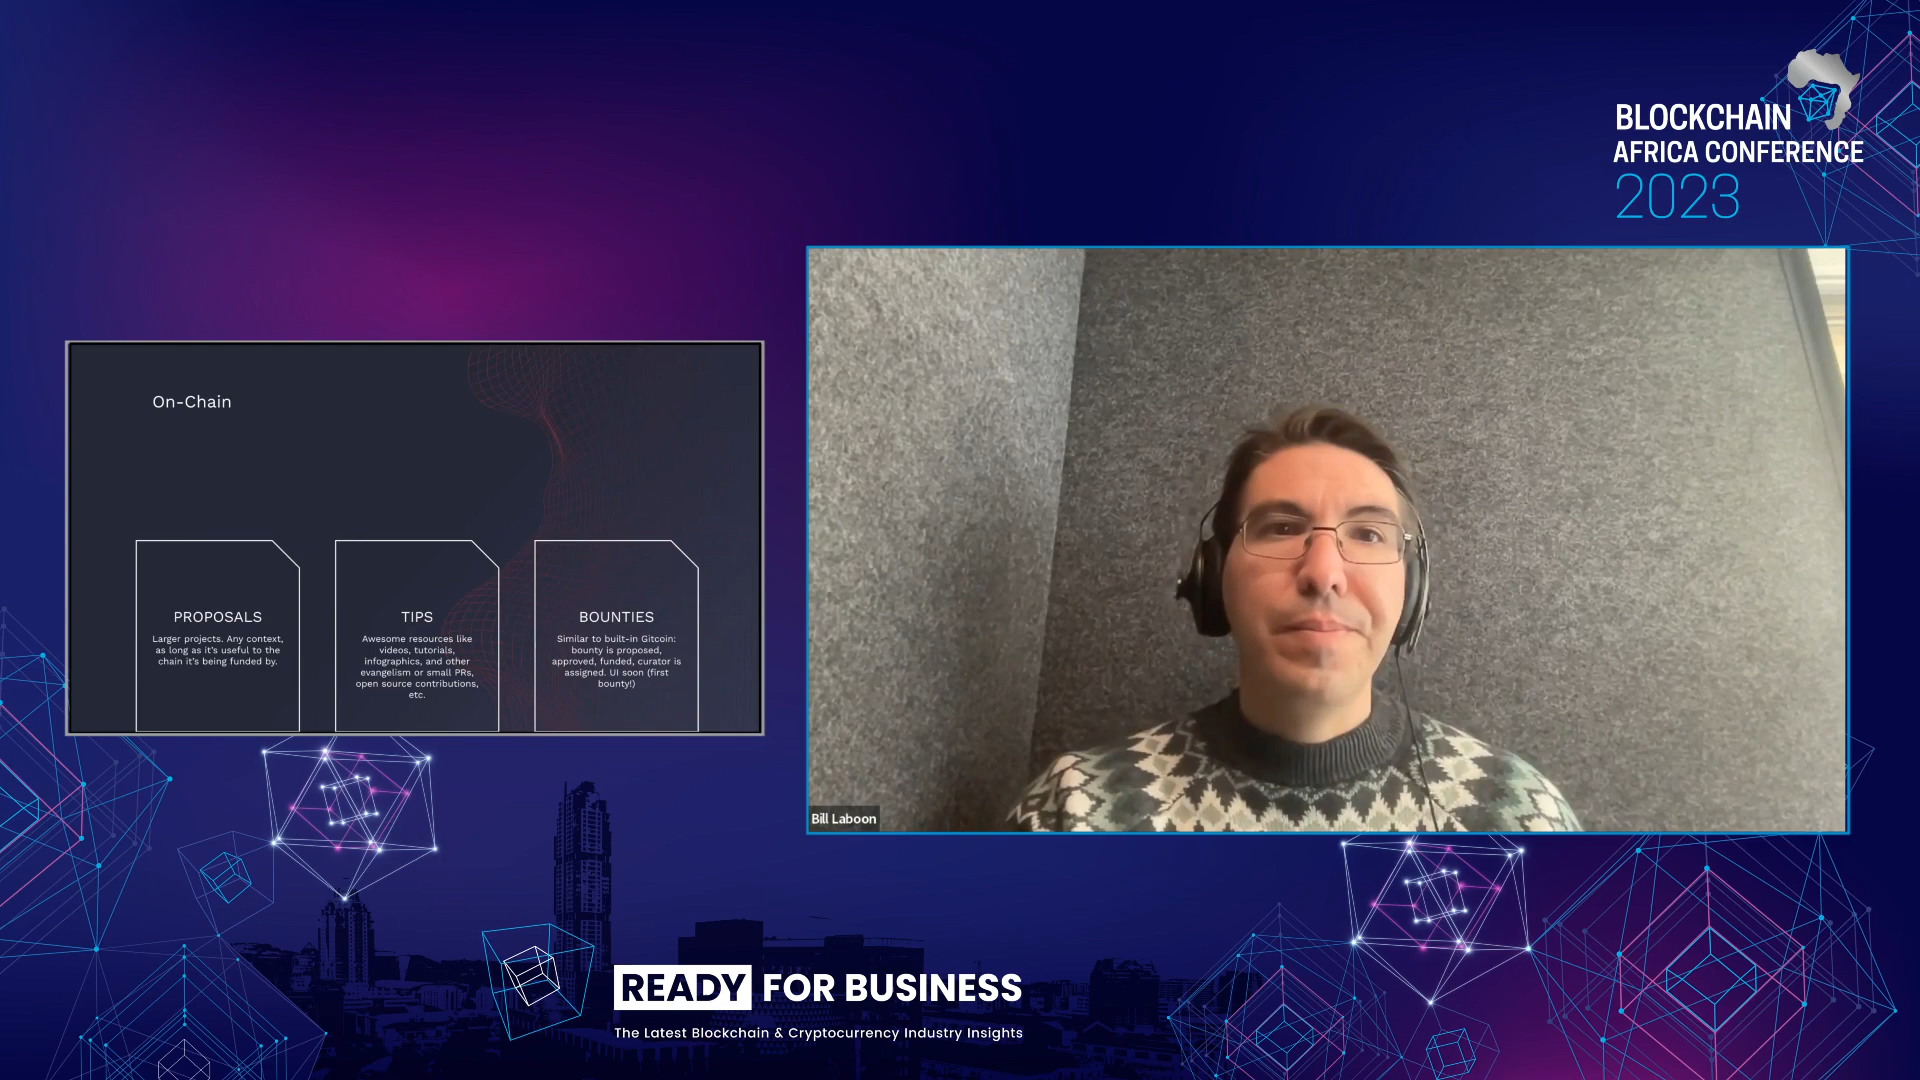 BLOCKCHAIN
AFRICA CONFERENCE
2023
On-Chain
PROPOSALS
Larger projects. Any context,
as long as it's useful to the
chain it's being funded by.
TIPS
Awesome resources like
videos, tutorials,
infographics, and other
evangelism or small PRs,
open source contributions,
etc.
BOUNTIES
Similar to built-in Gitcoin:
bounty is proposed,
approved, funded, curator is
assigned. UI soon (first
bounty!)
Bill Laboon
READY FOR BUSINESS
The Latest Blockchain & Cryptocurrency Industry Insights